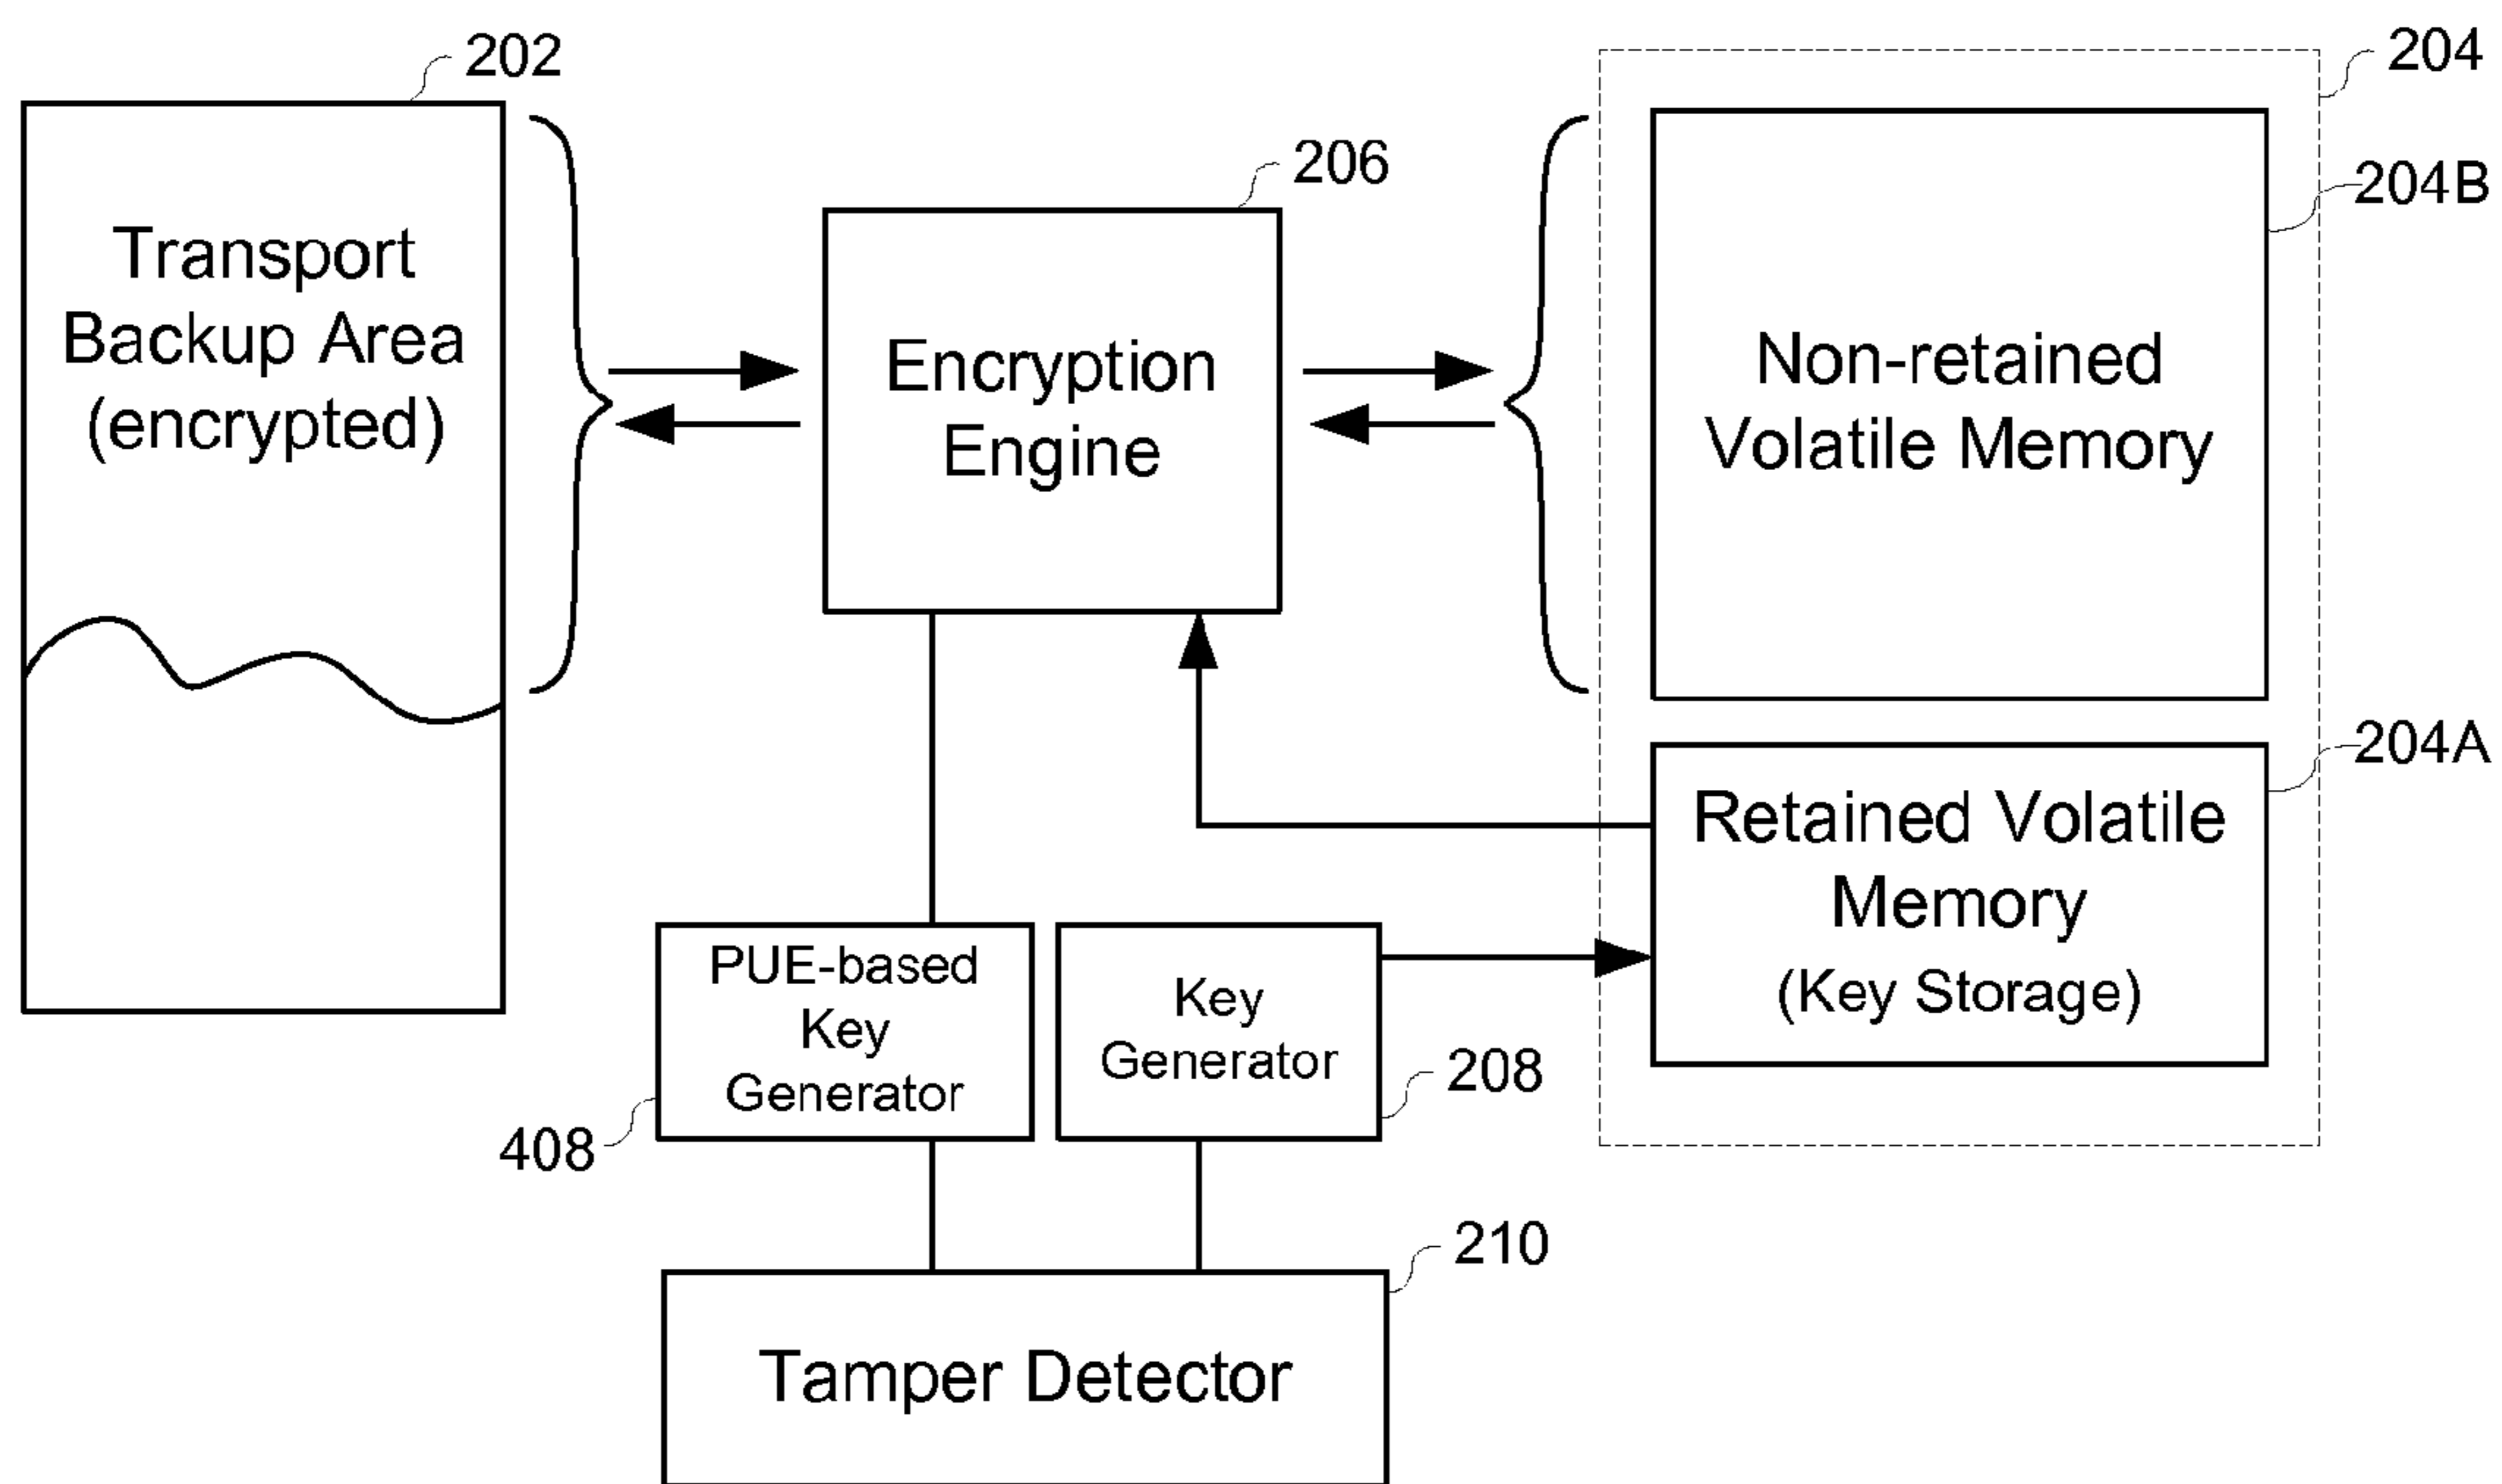 202
204
206
204B
Transport
Backup Area
(encrypted)
Encryption
Engine
Non-retained
Volatile Memory
204A
Retained Volatile
Memory
(Key Storage)
PUE-based
Key
Generator
Key
Generator
208
408
210
Tamper Detector